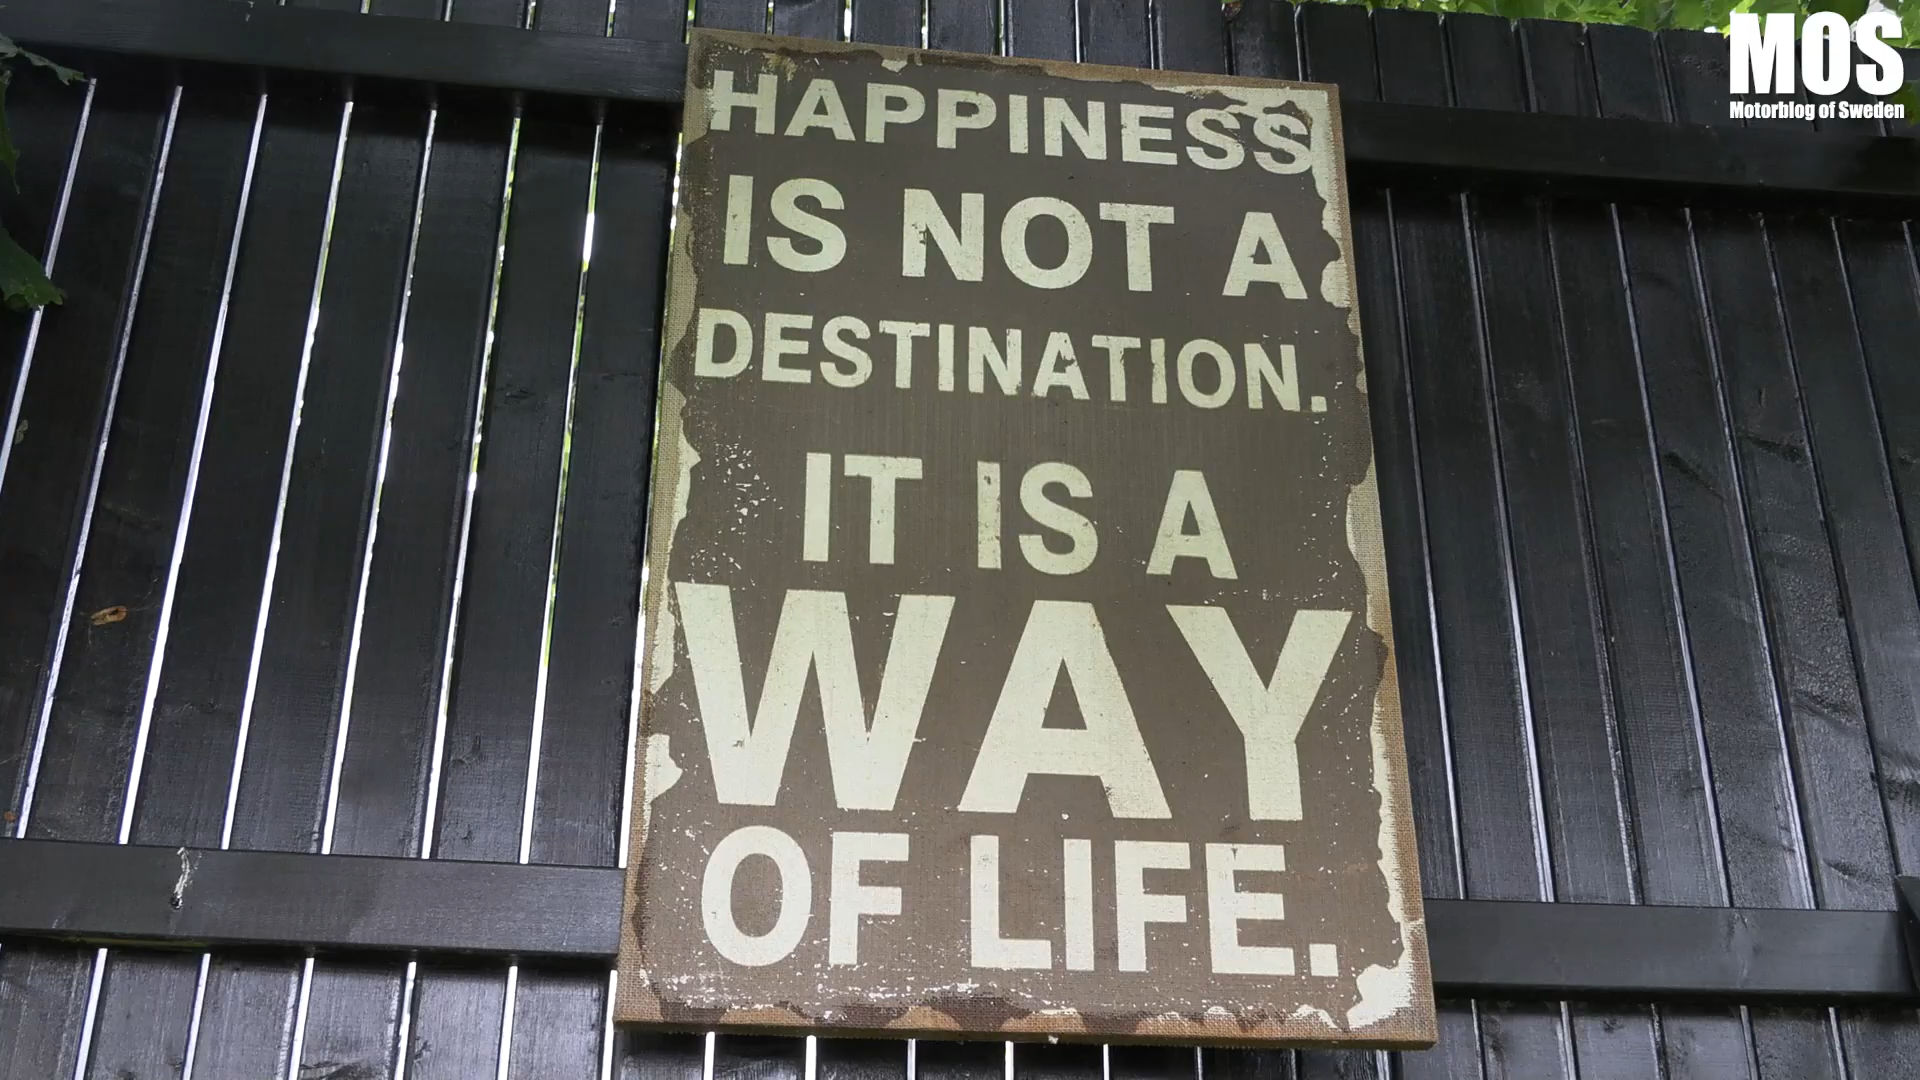 MOS
Motorblog of Sweden
HAPPINESS
IS NOT A
DESTINATION.
IT IS A
WAY
OF LIFE.